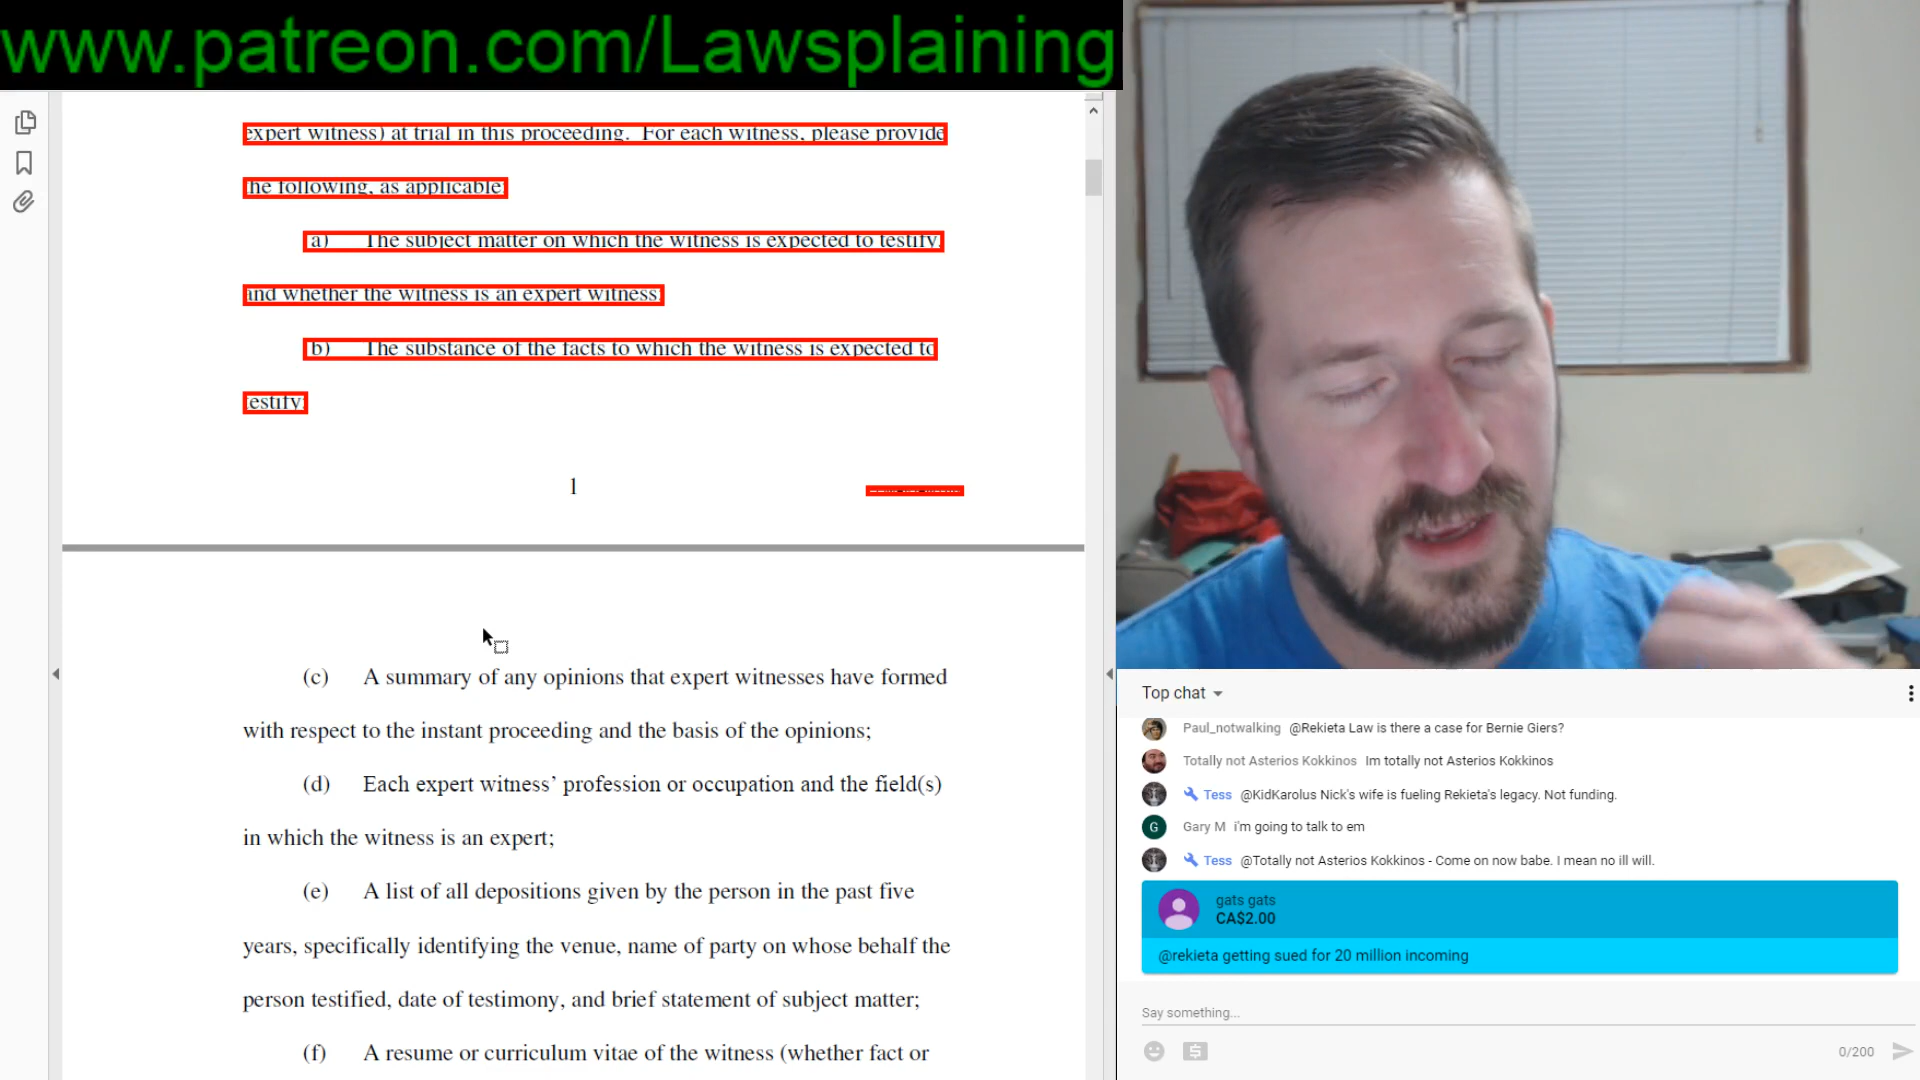 www.patreon.com/Lawsplaining
expert witness) at trial in this proceeding. For each witness, please provide
the following, as applicable
a) The subject matter on which the witness is expected to testify,
and whether the witness is an expert witness;
b) The substance of the facts to which the witness is expected to
testify;
1
(c) A summary of any opinions that expert witnesses have formed
with respect to the instant proceeding and the basis of the opinions;
(d) Each expert witness’ profession or occupation and the field(s)
in which the witness is an expert;
(e) A list of all depositions given by the person in the past five
years, specifically identifying the venue, name of party on whose behalf the
person testified, date of testimony, and brief statement of subject matter;
(f) A resume or curriculum vitae of the witness (whether fact or
Top chat
Paul_notwalking @Rekieta Law is there a case for Bernie Giers?
Totally not Asterios Kokkinos Im totally not Asterios Kokkinos
Tess @KidKarolus Nick's wife is fueling Rekieta's legacy. Not funding.
G Gary M i'm going to talk to em
Tess @Totally not Asterios Kokkinos - Come on now babe. I mean no ill will.
gats gats
CA$2.00
@rekieta getting sued for 20 million incoming
Say something...
0/200